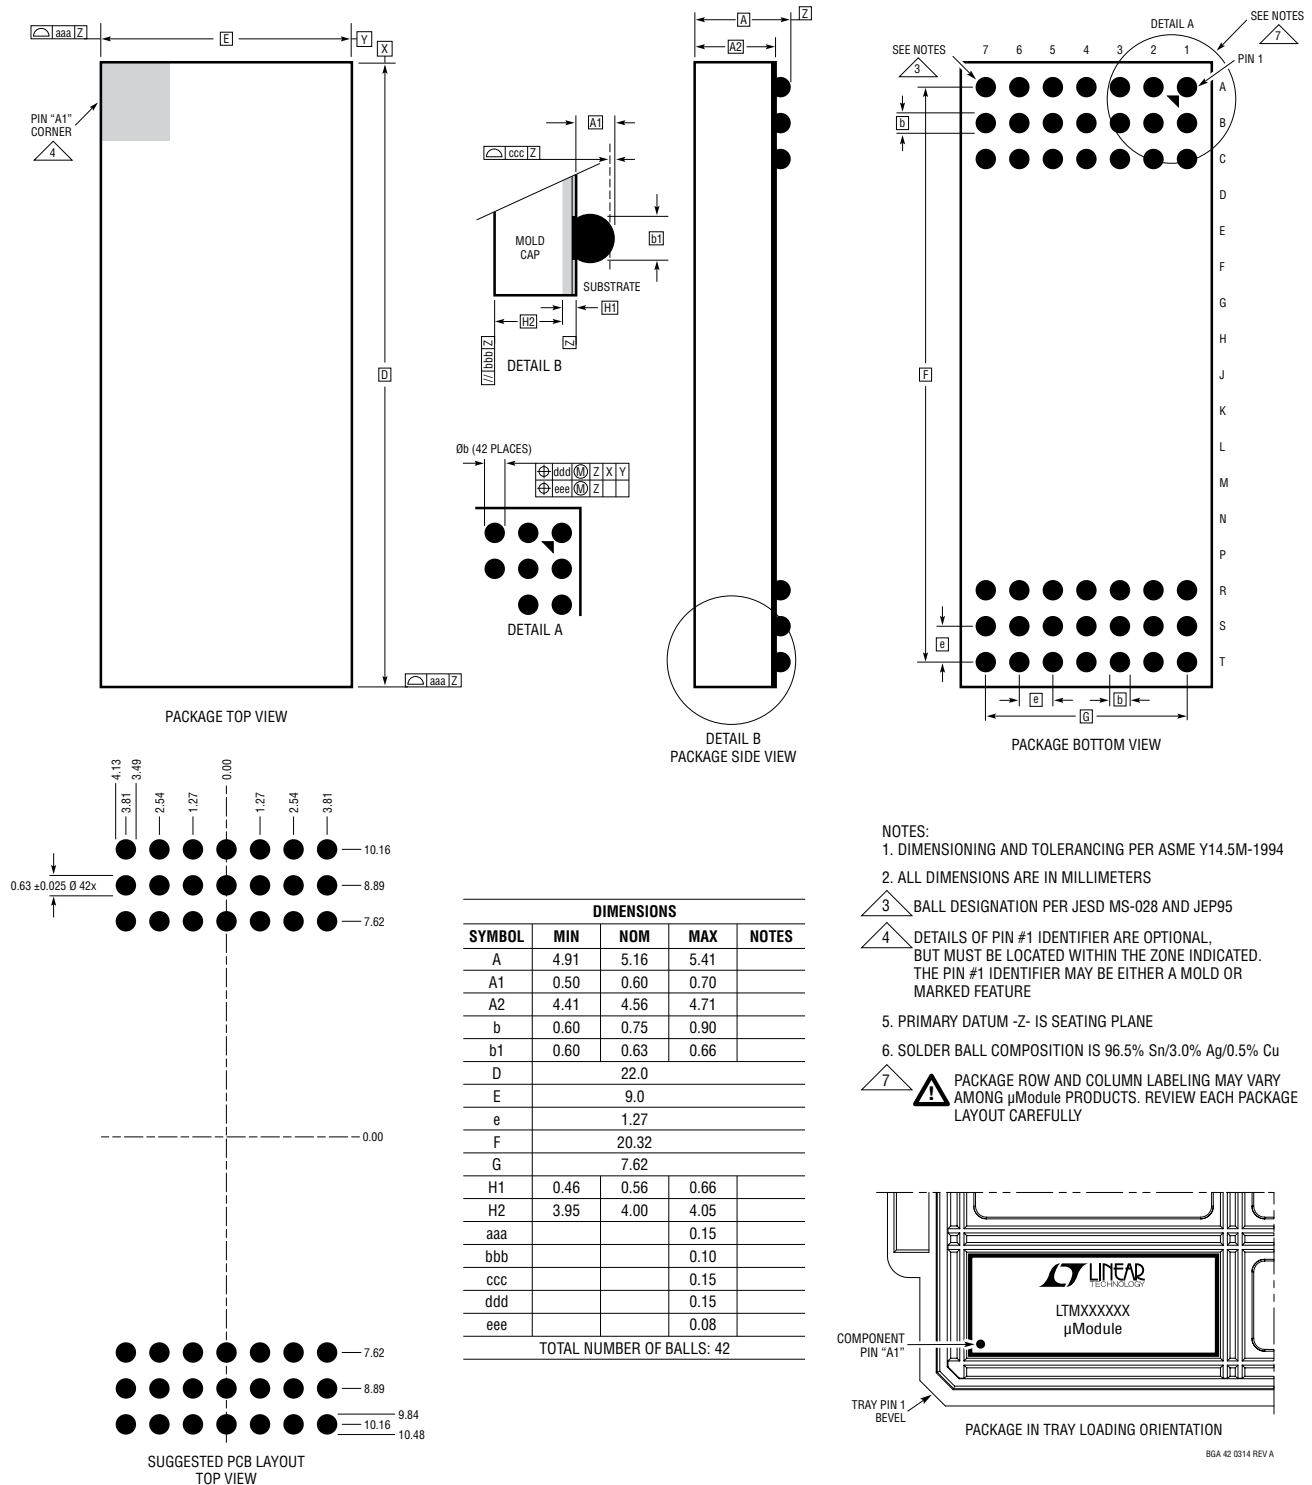 aaa Z
E
Y
X
PIN “A1”
CORNER
4
D
aaa Z
PACKAGE TOP VIEW
A1
ccc Z
MOLD
CAP
b1
SUBSTRATE
H1
H2
Z
// bbb Z
DETAIL B
Øb (42 PLACES)
ddd M Z X Y
eee M Z
DETAIL A
A
Z
A2
DETAIL B
PACKAGE SIDE VIEW
DETAIL A
SEE NOTES
7
SEE NOTES
3
7 6 5 4 3 2 1
PIN 1
A
B
C
D
E
F
G
H
J
K
L
M
N
P
R
S
T
b
F
e
e
b
G
PACKAGE BOTTOM VIEW
4.13
3.81
3.49
2.54
1.27
0.00
1.27
2.54
3.81
10.16
0.63 ±0.025 Ø 42x
8.89
7.62
0.00
7.62
8.89
9.84
10.16
10.48
SUGGESTED PCB LAYOUT
TOP VIEW
DIMENSIONS
SYMBOL MIN NOM MAX NOTES
A 4.91 5.16 5.41
A1 0.50 0.60 0.70
A2 4.41 4.56 4.71
b 0.60 0.75 0.90
b1 0.60 0.63 0.66
D 22.0
E 9.0
e 1.27
F 20.32
G 7.62
H1 0.46 0.56 0.66
H2 3.95 4.00 4.05
aaa 0.15
bbb 0.10
ccc 0.15
ddd 0.15
eee 0.08
TOTAL NUMBER OF BALLS: 42
NOTES:
1. DIMENSIONING AND TOLERANCING PER ASME Y14.5M-1994
2. ALL DIMENSIONS ARE IN MILLIMETERS
3 BALL DESIGNATION PER JESD MS-028 AND JEP95
4 DETAILS OF PIN #1 IDENTIFIER ARE OPTIONAL,
BUT MUST BE LOCATED WITHIN THE ZONE INDICATED.
THE PIN #1 IDENTIFIER MAY BE EITHER A MOLD OR
MARKED FEATURE
5. PRIMARY DATUM -Z- IS SEATING PLANE
6. SOLDER BALL COMPOSITION IS 96.5% Sn/3.0% Ag/0.5% Cu
7 ! PACKAGE ROW AND COLUMN LABELING MAY VARY
AMONG µModule PRODUCTS. REVIEW EACH PACKAGE
LAYOUT CAREFULLY
LINEAR
TECHNOLOGY
LTMXXXXXX
µModule
COMPONENT
PIN “A1”
TRAY PIN 1
BEVEL
PACKAGE IN TRAY LOADING ORIENTATION
BGA 42 0314 REV A